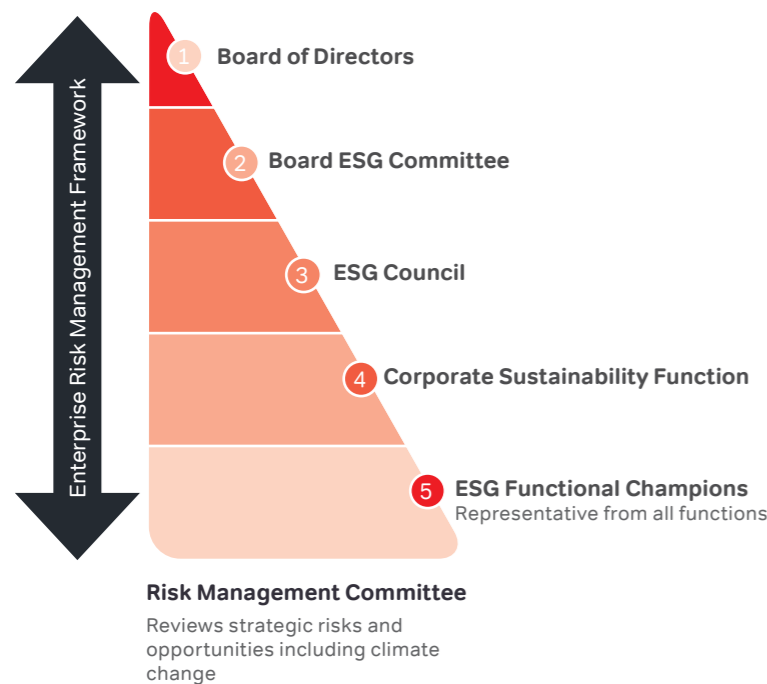 Enterprise Risk Management Framework
1 Board of Directors
2 Board ESG Committee
3 ESG Council
4 Corporate Sustainability Function
5 ESG Functional Champions
Representative from all functions
Risk Management Committee
Reviews strategic risks and
opportunities including climate
change